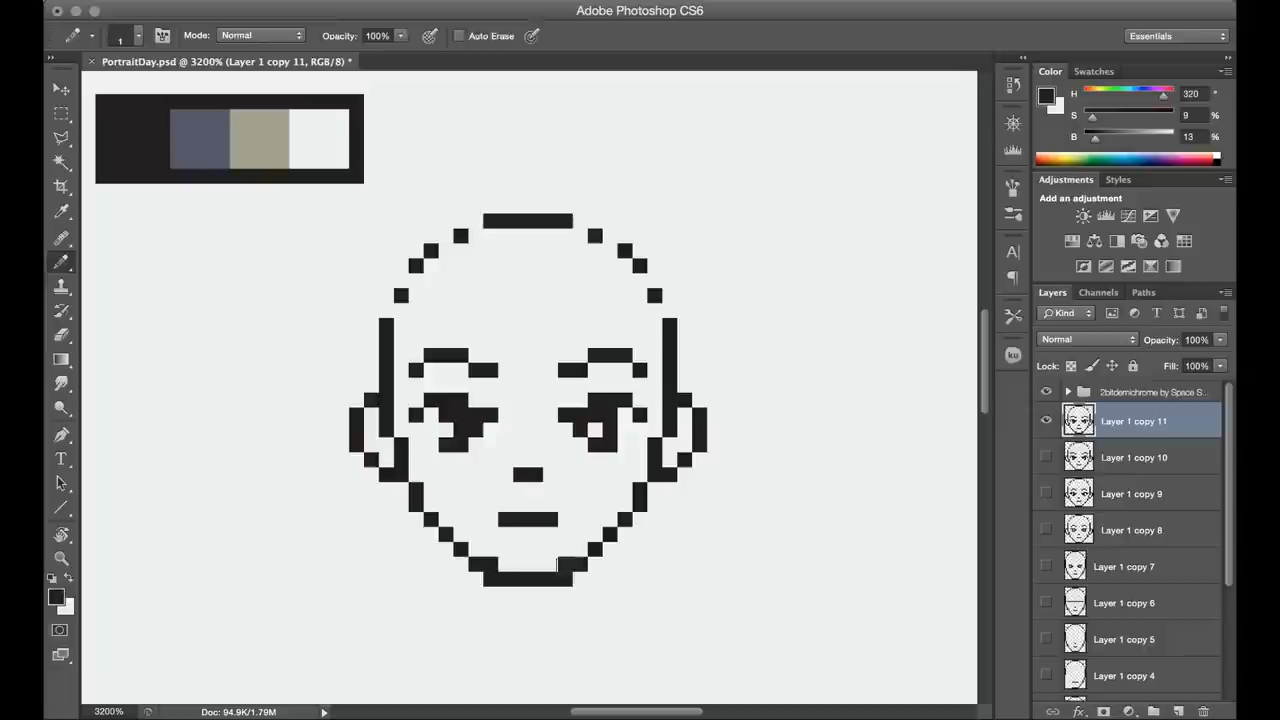 Adobe Photoshop CS6
1
Mode: Normal
Opacity: 100%
Auto Erase
Essentials
PortraitDay.psd @ 3200% (Layer 1 copy 11, RGB/8) *
Color
Swatches
H
320
°
S
9
%
B
13
%
Adjustments
Styles
Add an adjustment
Layers
Channels
Paths
Kind
Normal
Opacity: 100%
Lock:
Fill: 100%
2bitdemichrome by Space S...
Layer 1 copy 11
Layer 1 copy 10
Layer 1 copy 9
Layer 1 copy 8
Layer 1 copy 7
Layer 1 copy 6
Layer 1 copy 5
Layer 1 copy 4
ku
3200%
Doc: 94.9K/1.79M